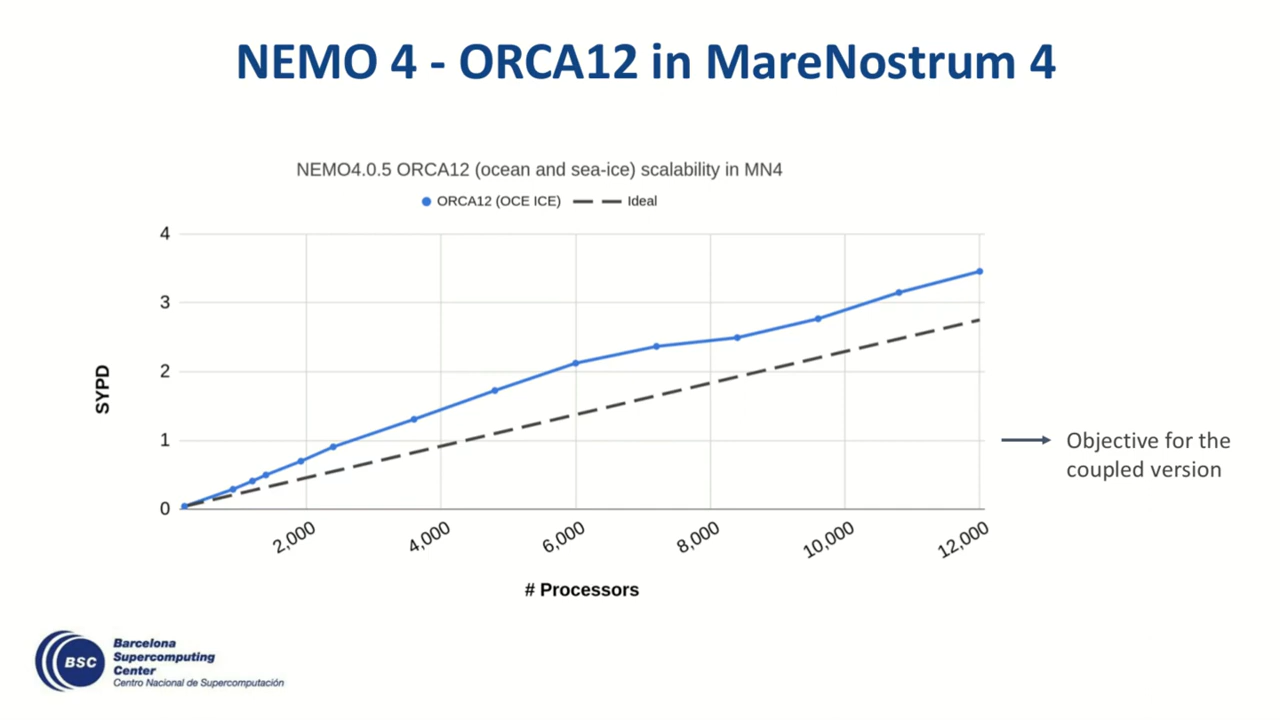 NEMO 4 - ORCA12 in MareNostrum 4
NEMO4.0.5 ORCA12 (ocean and sea-ice) scalability in MN4
ORCA12 (OCE ICE) Ideal
4
3
2
1
0
SYPD
2,000 4,000 6,000 8,000 10,000 12,000
# Processors
Objective for the
coupled version
BSC
Barcelona
Supercomputing
Center
Centro Nacional de Supercomputación